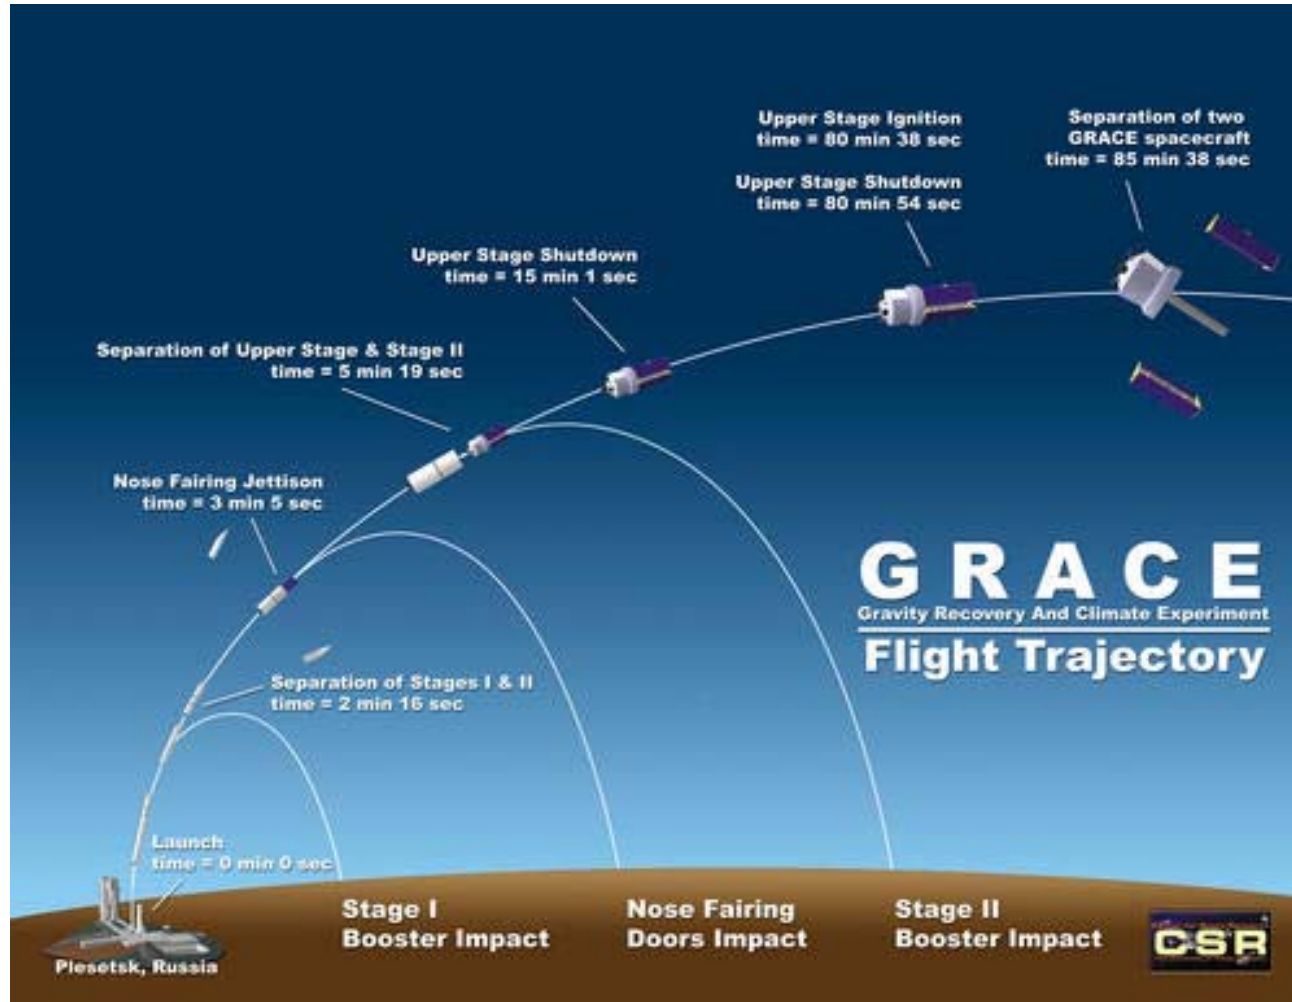 Upper Stage Ignition
time = 80 min 38 sec
Upper Stage Shutdown
time = 80 min 54 sec
Separation of two
GRACE spacecraft
time = 85 min 38 sec
Upper Stage Shutdown
time = 15 min 1 sec
Separation of Upper Stage & Stage II
time = 5 min 19 sec
Nose Fairing Jettison
time = 3 min 5 sec
Separation of Stages I & II
time = 2 min 16 sec
Launch
time = 0 min 0 sec
GRACE
Gravity Recovery And Climate Experiment
Flight Trajectory
Stage I
Booster Impact
Nose Fairing
Doors Impact
Stage II
Booster Impact
Plesetsk, Russia
CSR